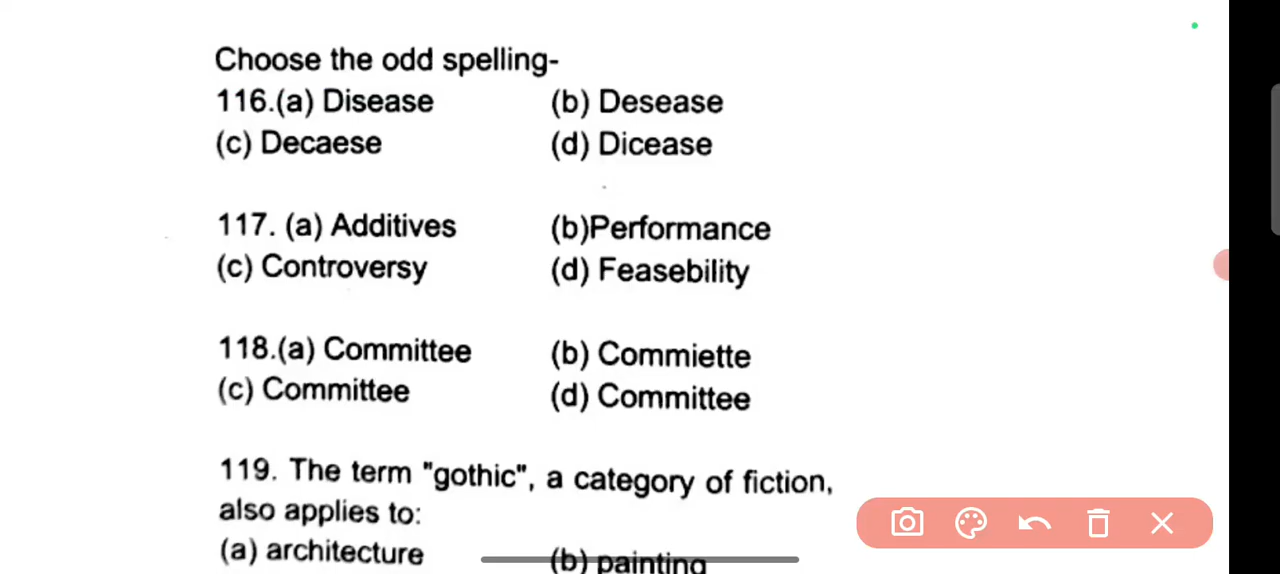 Choose the odd spelling-
116.(a) Disease (b) Desease
(c) Decaese (d) Dicease
117. (a) Additives (b)Performance
(c) Controversy (d) Feasebility
118.(a) Committee (b) Commiette
(c) Committee (d) Committee
119. The term "gothic", a category of fiction,
also applies to:
(a) architecture (b) painting